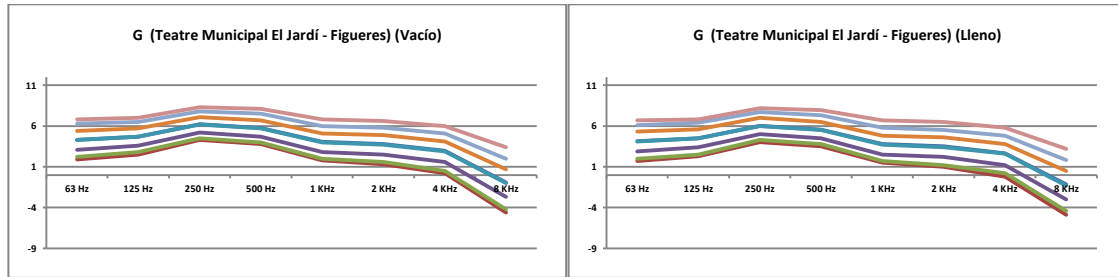 G (Teatre Municipal El Jardí - Figueres) (Vacío)
11
6
1
-4
-9
63 Hz 125 Hz 250 Hz 500 Hz 1 KHz 2 KHz 4 KHz 8 KHz
G (Teatre Municipal El Jardí - Figueres) (Lleno)
11
6
1
-4
-9
63 Hz 125 Hz 250 Hz 500 Hz 1 KHz 2 KHz 4 KHz 8 KHz